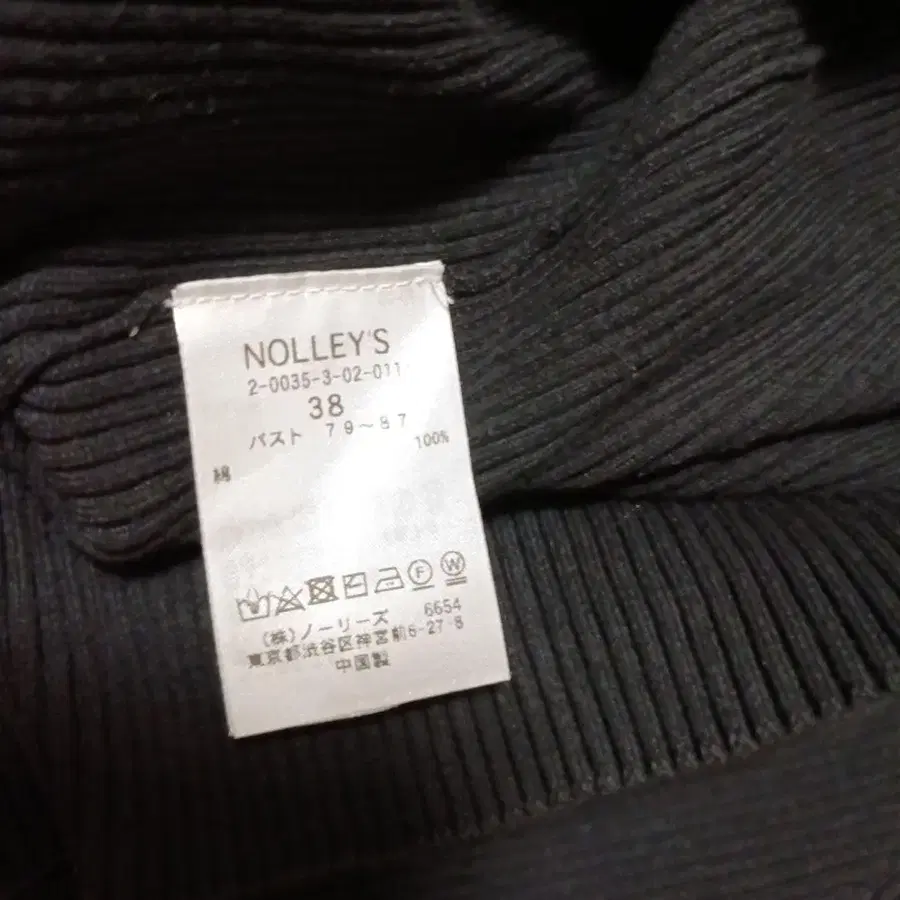 NOLLEY'S
2-0035-3-02-011
38
バスト 79～87
綿 100%
F W
(株)ノーリーズ 6654
東京都渋谷区神宮前6-27-8
中国製